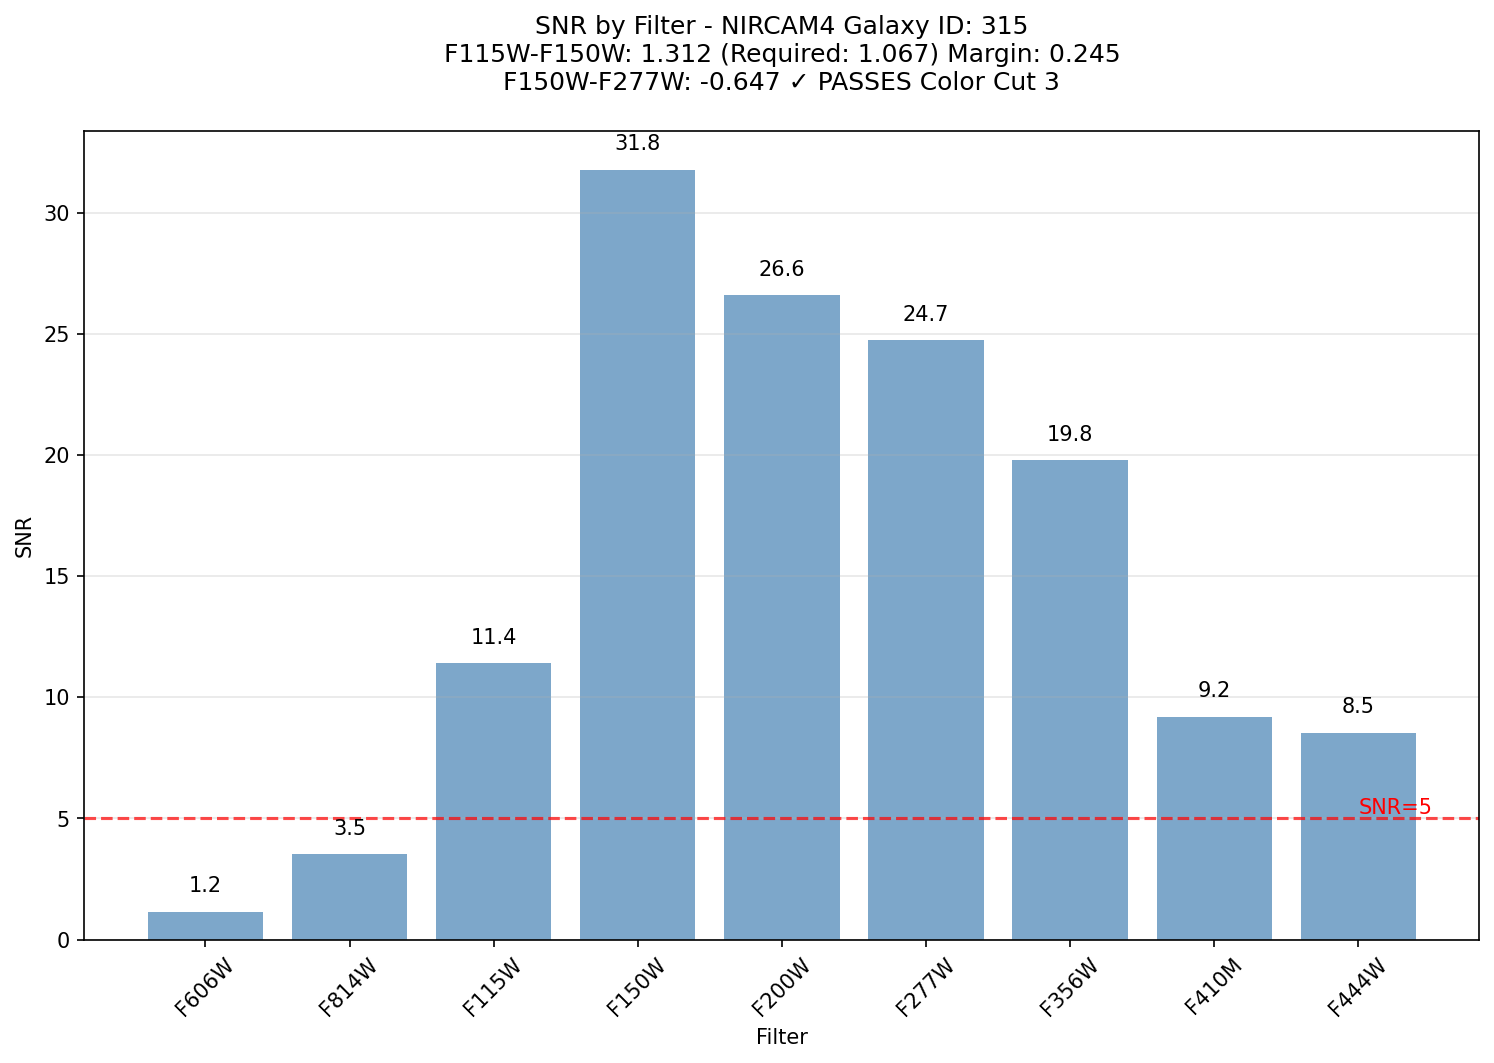 SNR by Filter - NIRCAM4 Galaxy ID: 315
F115W-F150W: 1.312 (Required: 1.067) Margin: 0.245
F150W-F277W: -0.647 ✓ PASSES Color Cut 3
SNR
30
25
20
15
10
5
0
1.2
3.5
11.4
31.8
26.6
24.7
19.8
9.2
8.5
SNR=5
F606W
F814W
F115W
F150W
F200W
F277W
F356W
F410M
F444W
Filter